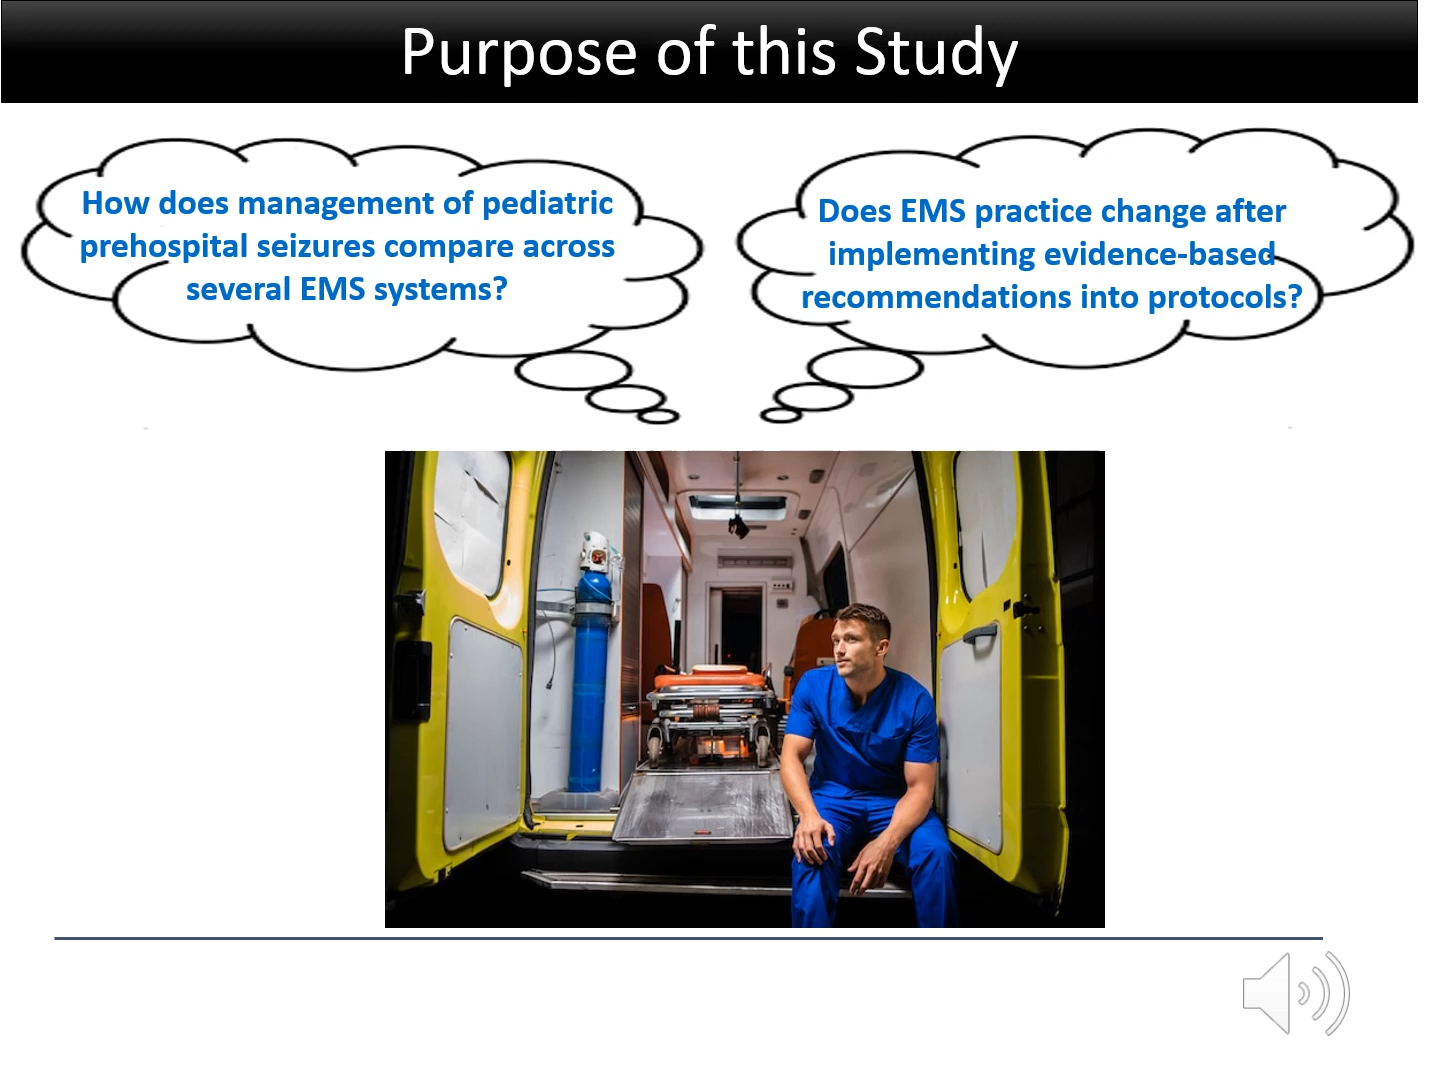 Purpose of this Study
How does management of pediatric
prehospital seizures compare across
several EMS systems?
Does EMS practice change after
implementing evidence-based
recommendations into protocols?